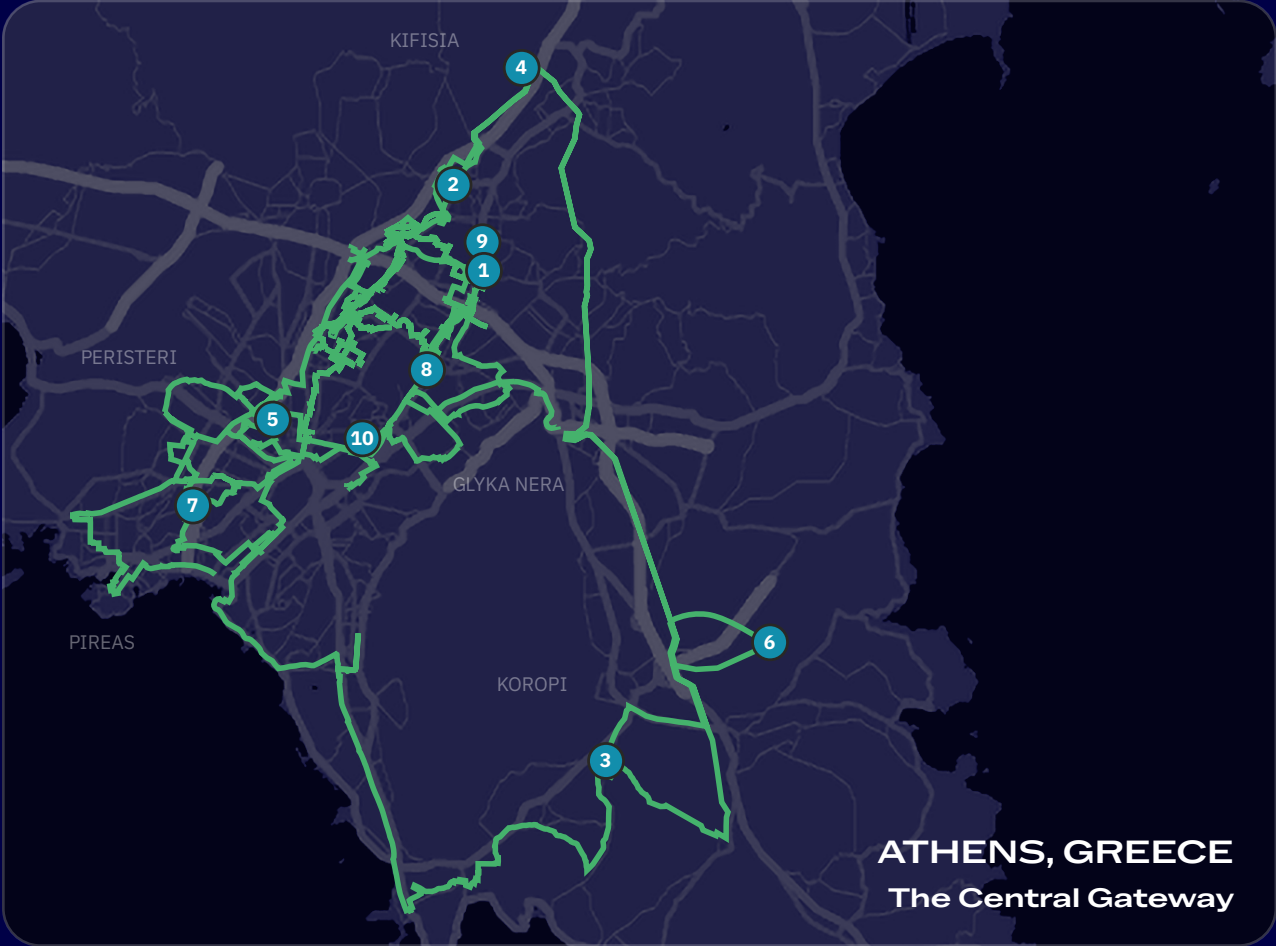 KIFISIA
4
2
9
1
PERISTERI
8
5
10
GLYKA NERA
7
PIREAS
6
KOROPI
3
ATHENS, GREECE
The Central Gateway